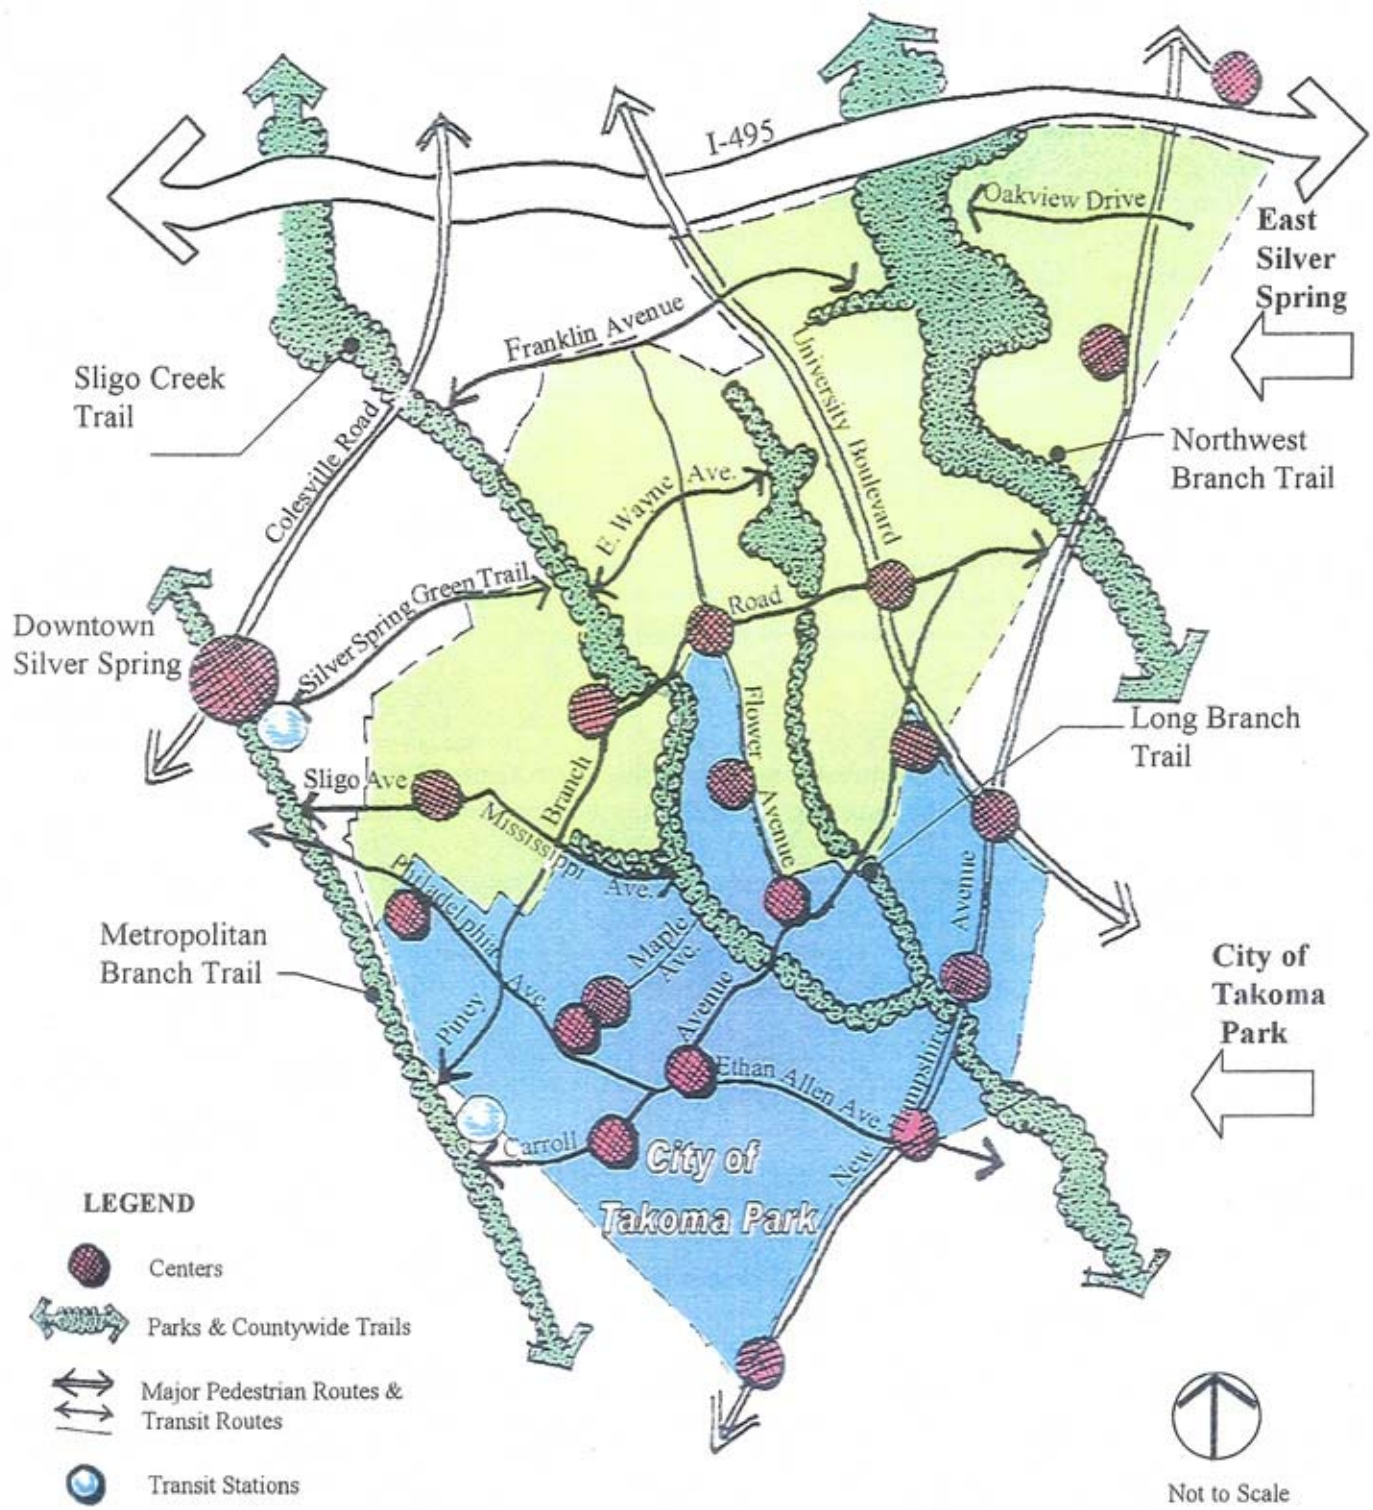 I-495
Oakview Drive
East
Silver
Spring
Franklin Avenue
Sligo Creek
Trail
University Boulevard
Northwest
Branch Trail
Colesville Road
E. Wayne Ave.
Silver Spring Green Trail
Road
Downtown
Silver Spring
Long Branch
Trail
Flower
Avenue
Sligo Ave
Branch
Mississippi
Ave.
Philadelphia
Ave.
Avenue
Maple
Ave.
Metropolitan
Branch Trail
City of
Takoma
Park
Piney
Avenue
Ethan Allen Ave.
Hampshire
New
Carroll
City of
Takoma Park
LEGEND
Centers
Parks & Countywide Trails
Major Pedestrian Routes &
Transit Routes
Transit Stations
Not to Scale